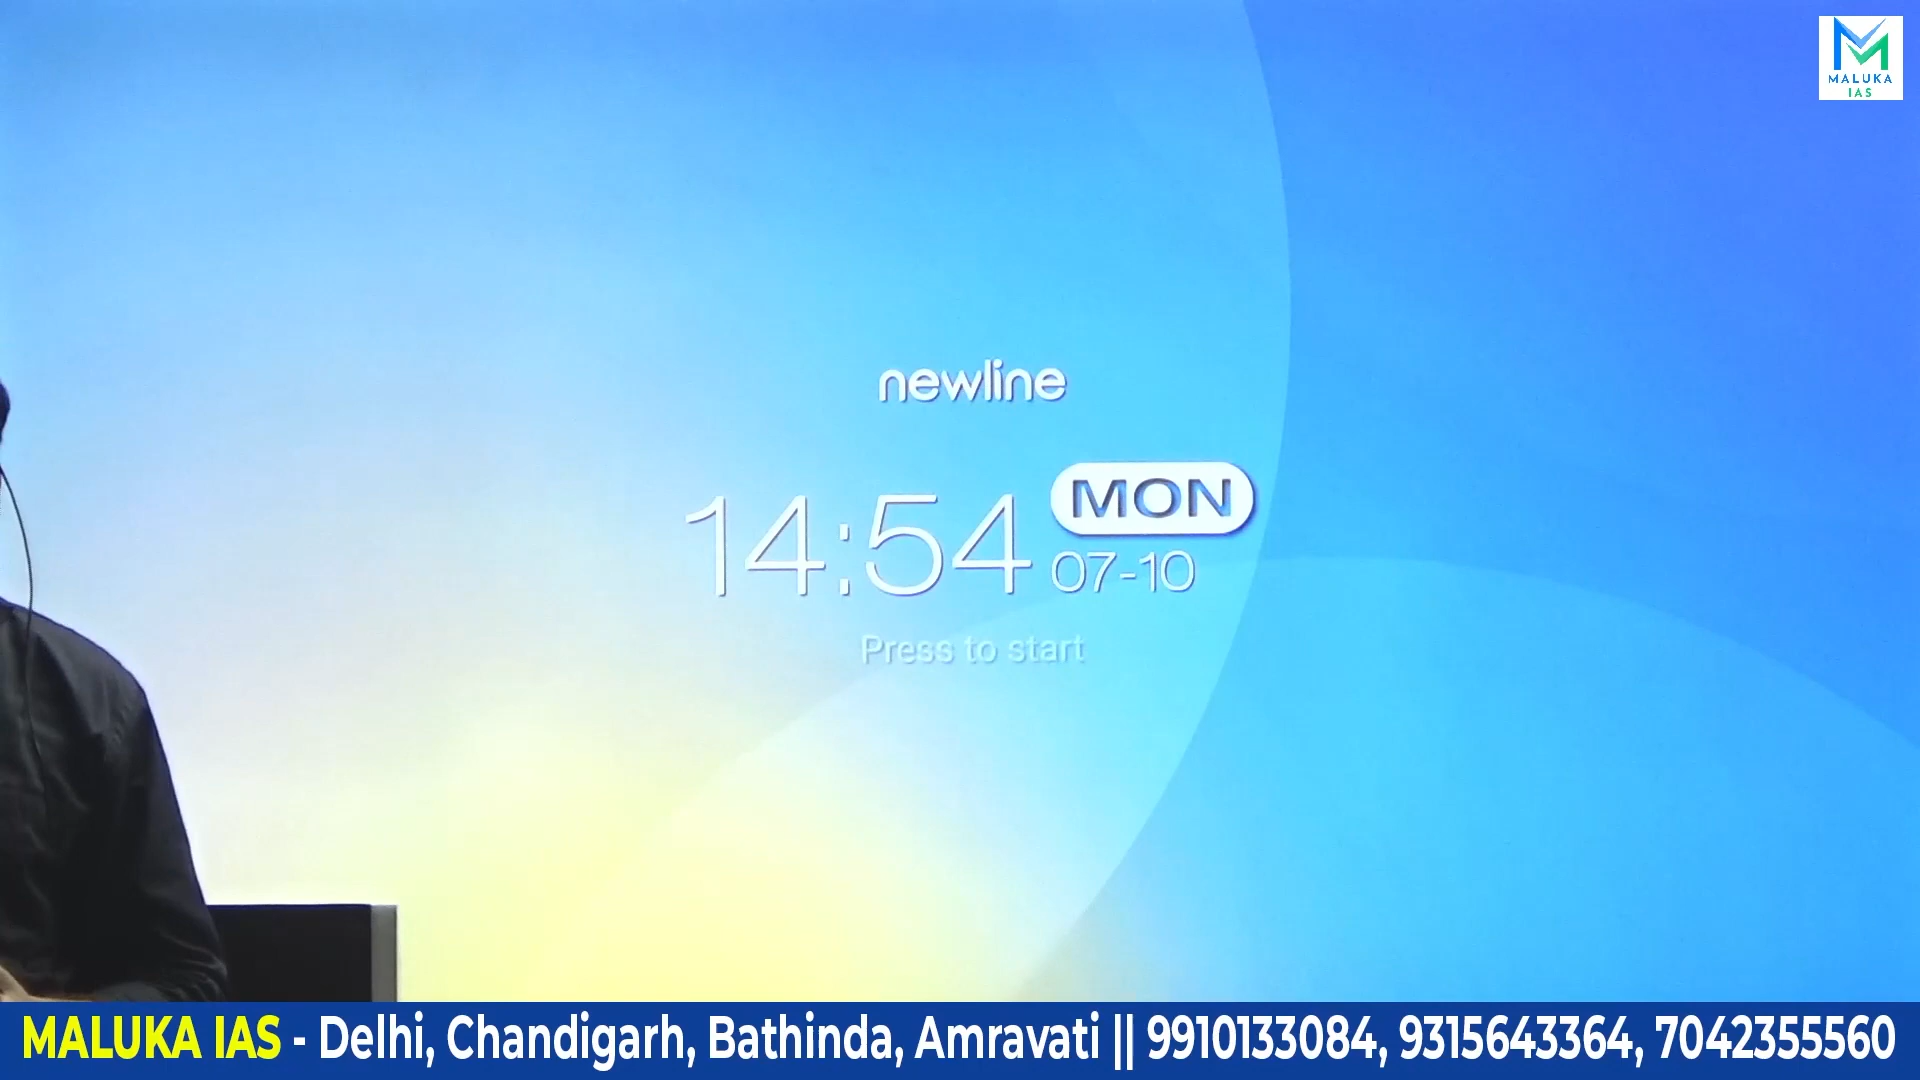 MALUKA
IAS
newline
14:54 MON
07-10
Press to start
MALUKA IAS - Delhi, Chandigarh, Bathinda, Amravati || 9910133084, 9315643364, 7042355560